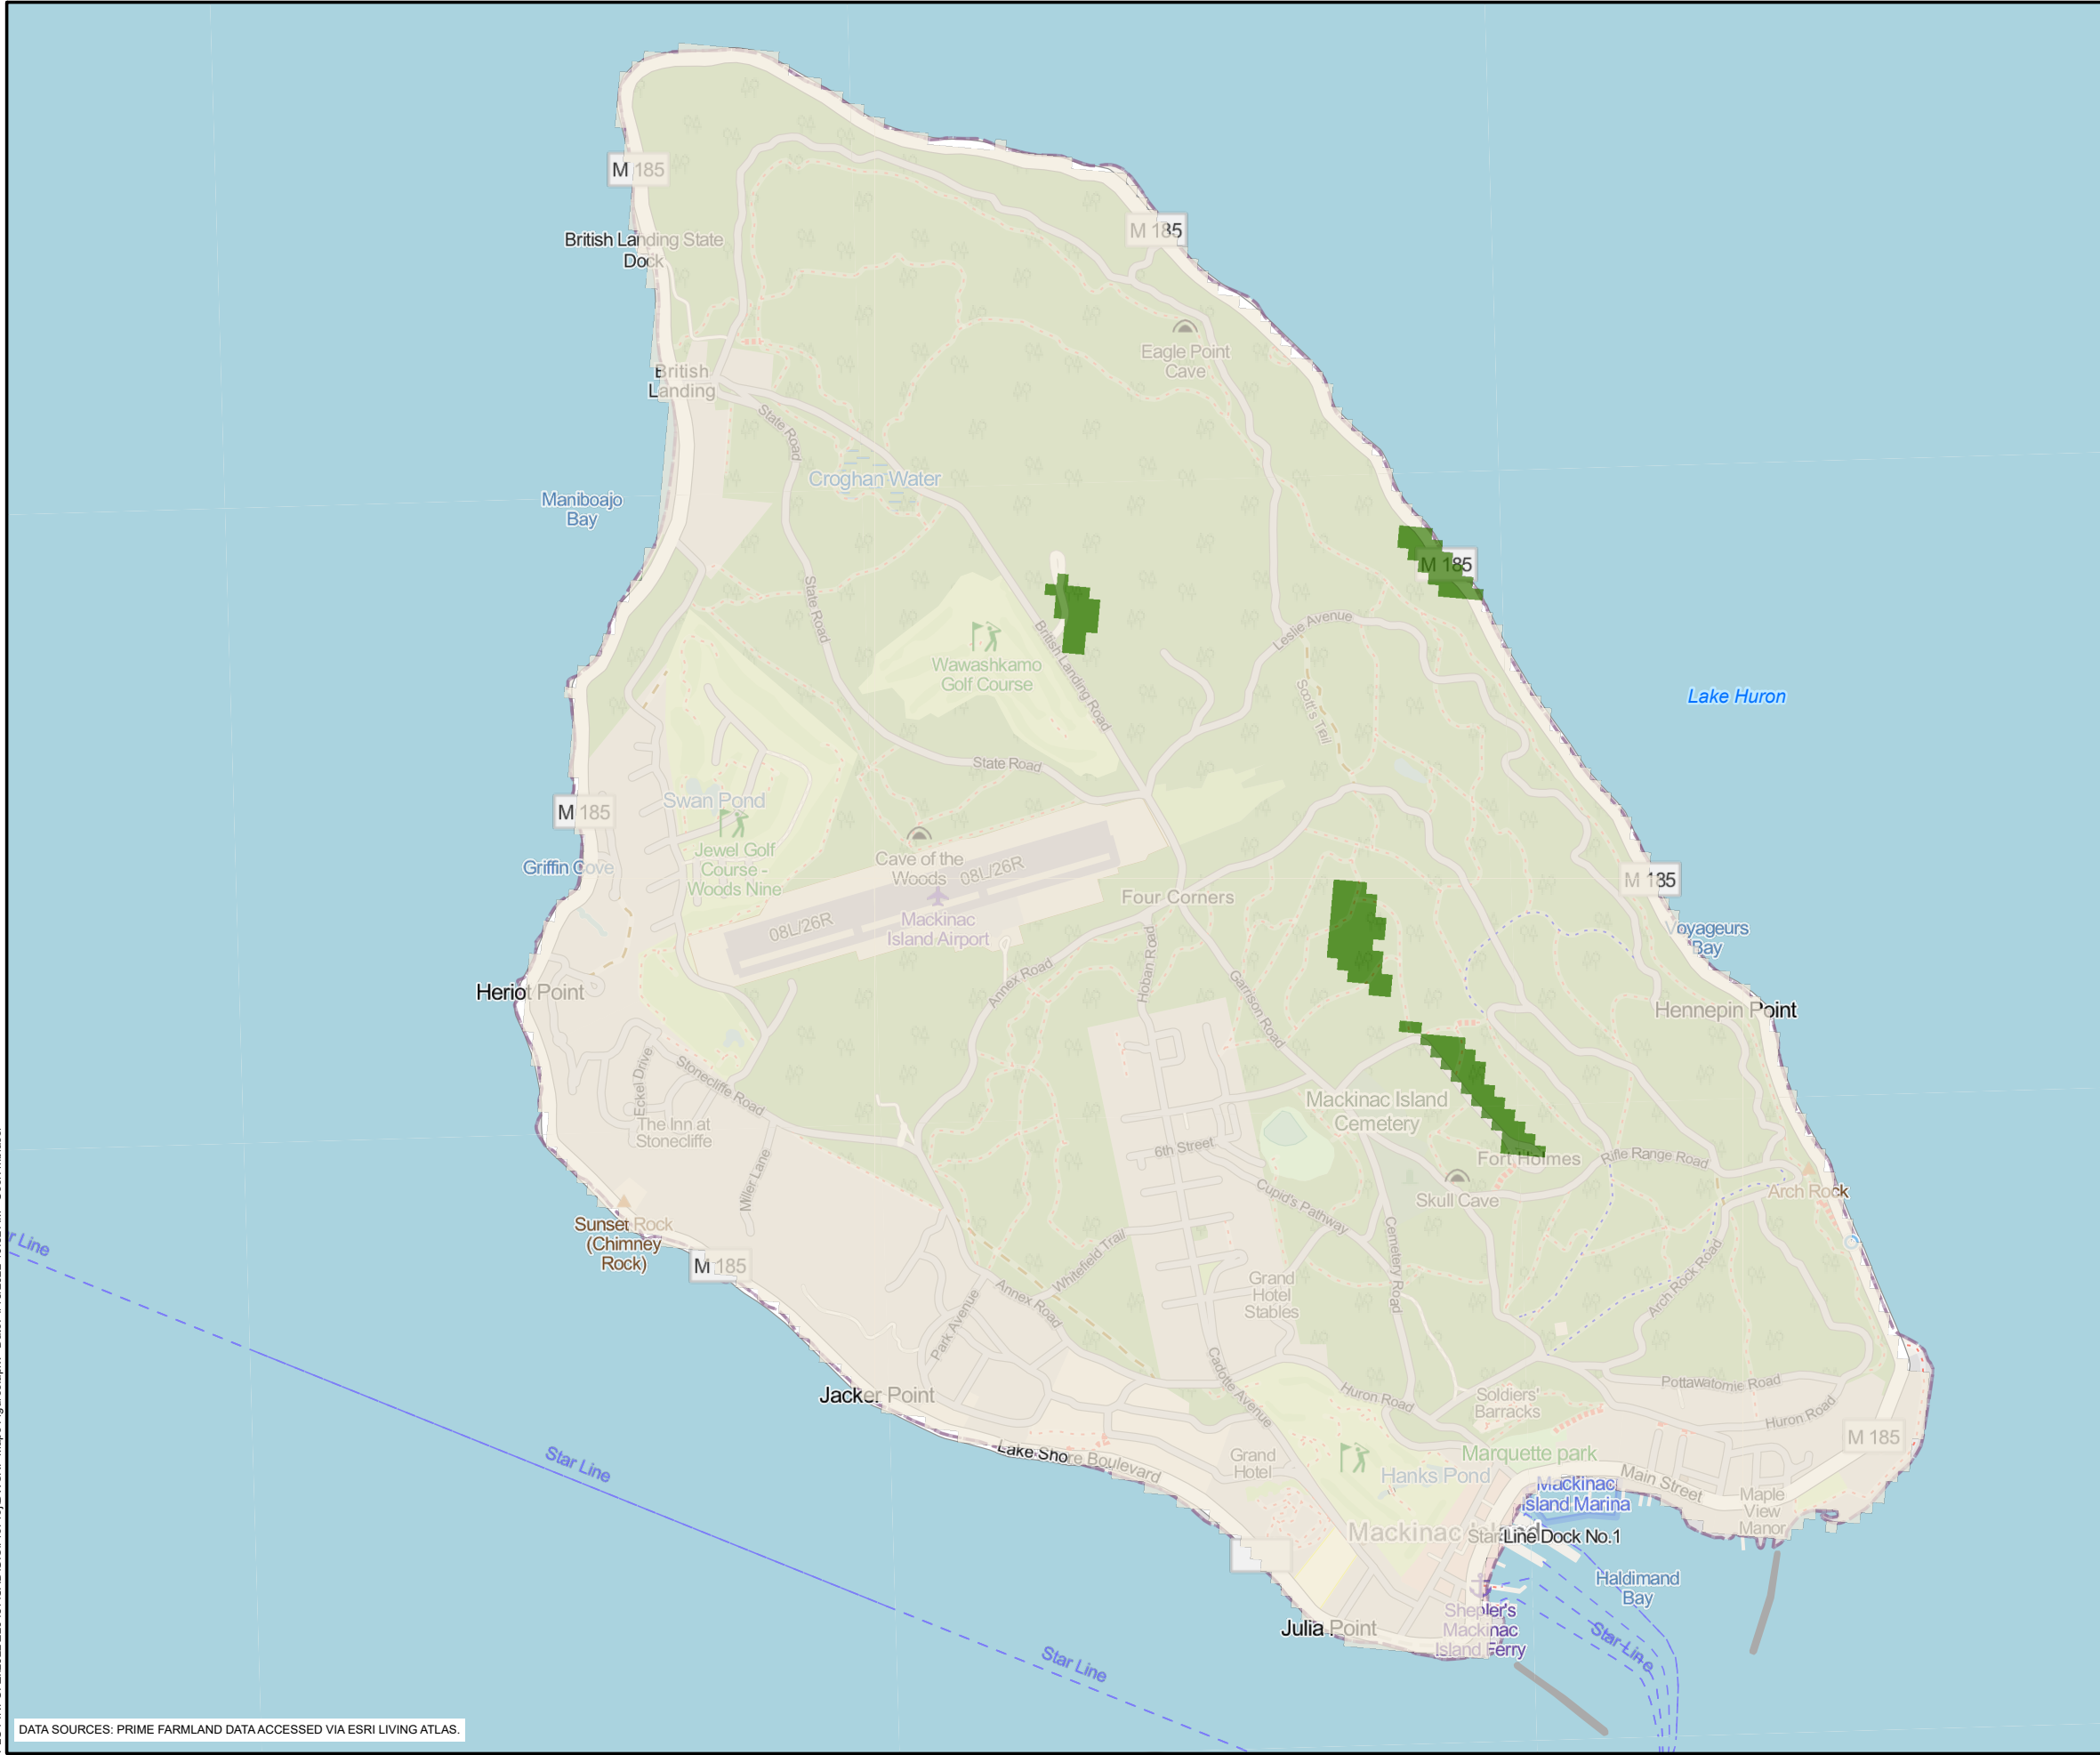 M 185
M 185
British Landing State
Dock
Eagle Point
Cave
British
Landing
State Road
Croghan Water
Maniboajo
Bay
M 185
State Road
Leslie Avenue
British Landing Road
Wawashkamo
Golf Course
Scott's Trail
Lake Huron
State Road
Swan Pond
M 185
Jewel Golf
Course -
Woods Nine
Cave of the
Woods
08L/26R
Griffin Cove
M 185
Four Corners
08L/26R
Mackinac
Island Airport
Voyageurs
Bay
Hoban Road
Annex Road
Garrison Road
Heriot Point
Hennepin Point
Eckel Drive
Stonecliffe Road
The Inn at
Stonecliffe
Mackinac Island
Cemetery
6th Street
Fort Holmes
Rifle Range Road
Miller Lane
Cupid's Pathway
Skull Cave
Arch Rock
Sunset Rock
(Chimney
Rock)
r Line
M 185
Whitefield Trail
Cemetery Road
Arch Rock Road
Grand
Hotel
Stables
Annex Road
Park Avenue
Cadotte Avenue
Jacker Point
Huron Road
Soldiers'
Barracks
Pottawatomie Road
Huron Road
M 185
Lake Shore Boulevard
Grand
Hotel
Marquette park
Hanks Pond
Main Street
Star Line
Mackinac
Island Marina
Maple
View
Manor
Mackinac Island
Star Line Dock No.1
Haldimand
Bay
Julia Point
Shepler's
Mackinac
Island Ferry
Star Line
Star Line
DATA SOURCES: PRIME FARMLAND DATA ACCESSED VIA ESRI LIVING ATLAS.